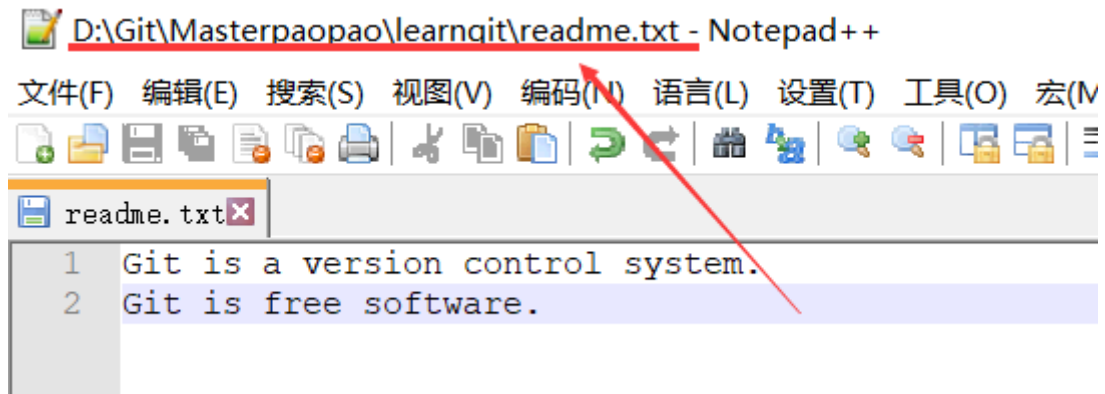 D:\Git\Masterpaopao\learngit\readme.txt - Notepad++
文件(F) 编辑(E) 搜索(S) 视图(V) 编码(N) 语言(L) 设置(T) 工具(O) 宏(M
readme.txt
1 Git is a version control system.
2 Git is free software.